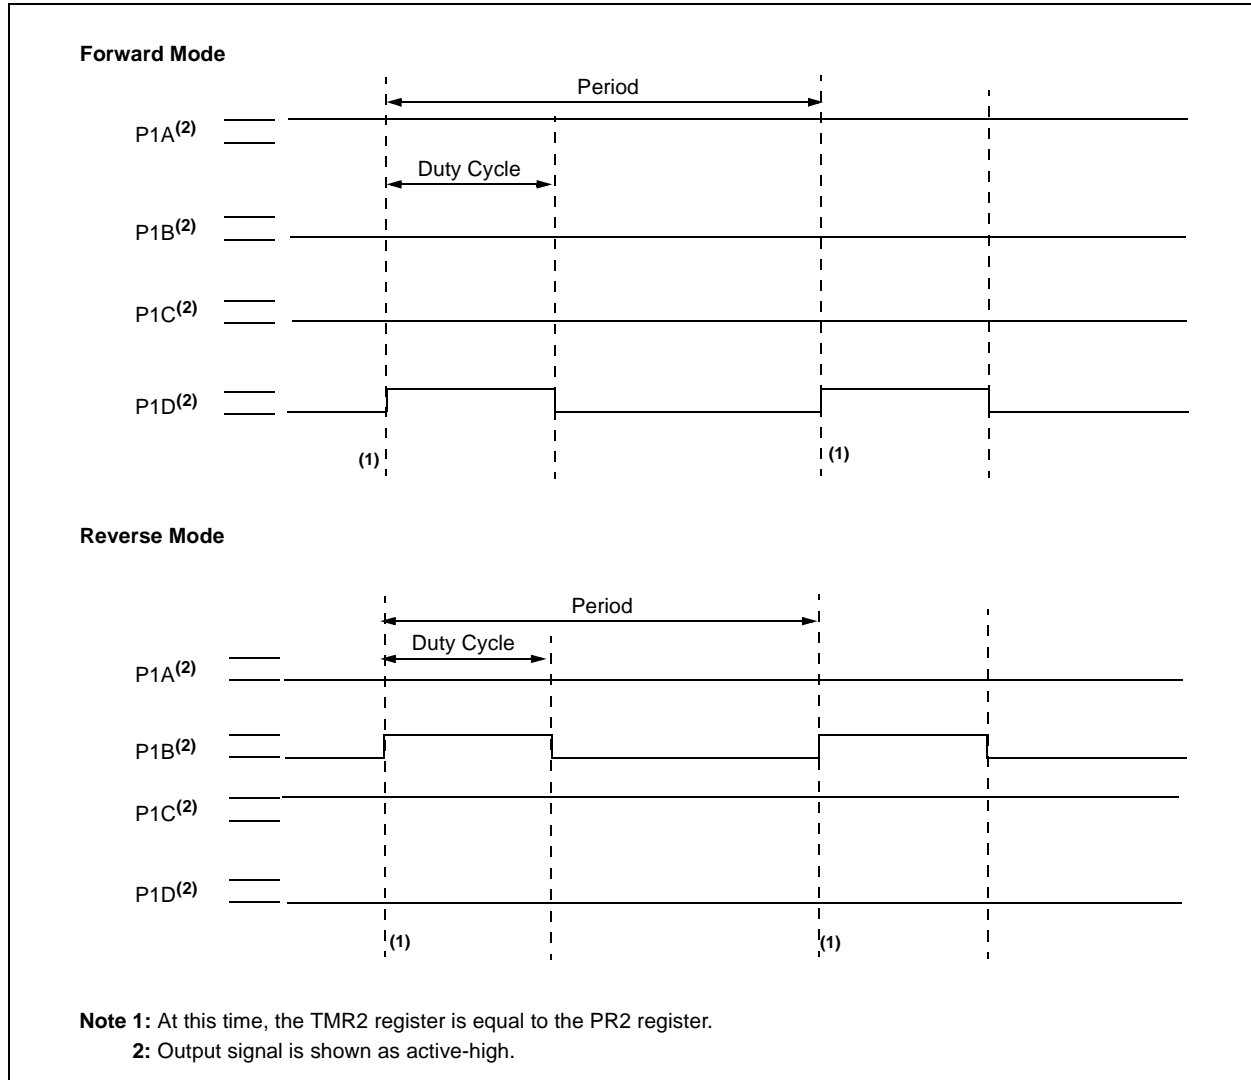 Forward Mode
Period
P1A(2)
Duty Cycle
P1B(2)
P1C(2)
P1D(2)
(1)
(1)
Reverse Mode
Period
Duty Cycle
P1A(2)
P1B(2)
P1C(2)
P1D(2)
(1)
(1)
Note 1: At this time, the TMR2 register is equal to the PR2 register.
2: Output signal is shown as active-high.